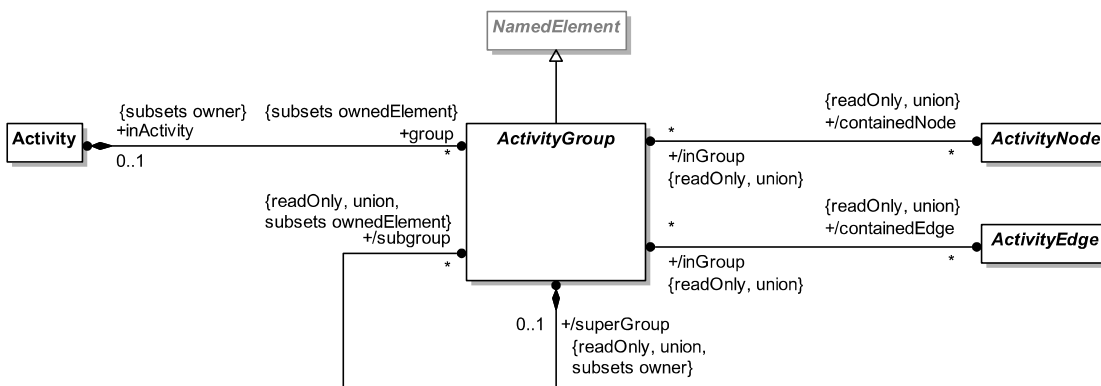 NamedElement
{subsets owner}
+inActivity
0..1
{subsets ownedElement}
+group
*
Activity
ActivityGroup
{readOnly, union}
+/containedNode
*
*
+/inGroup
{readOnly, union}
ActivityNode
{readOnly, union,
subsets ownedElement}
+/subgroup
*
{readOnly, union}
+/containedEdge
*
*
+/inGroup
{readOnly, union}
ActivityEdge
0..1
+/superGroup
{readOnly, union,
subsets owner}